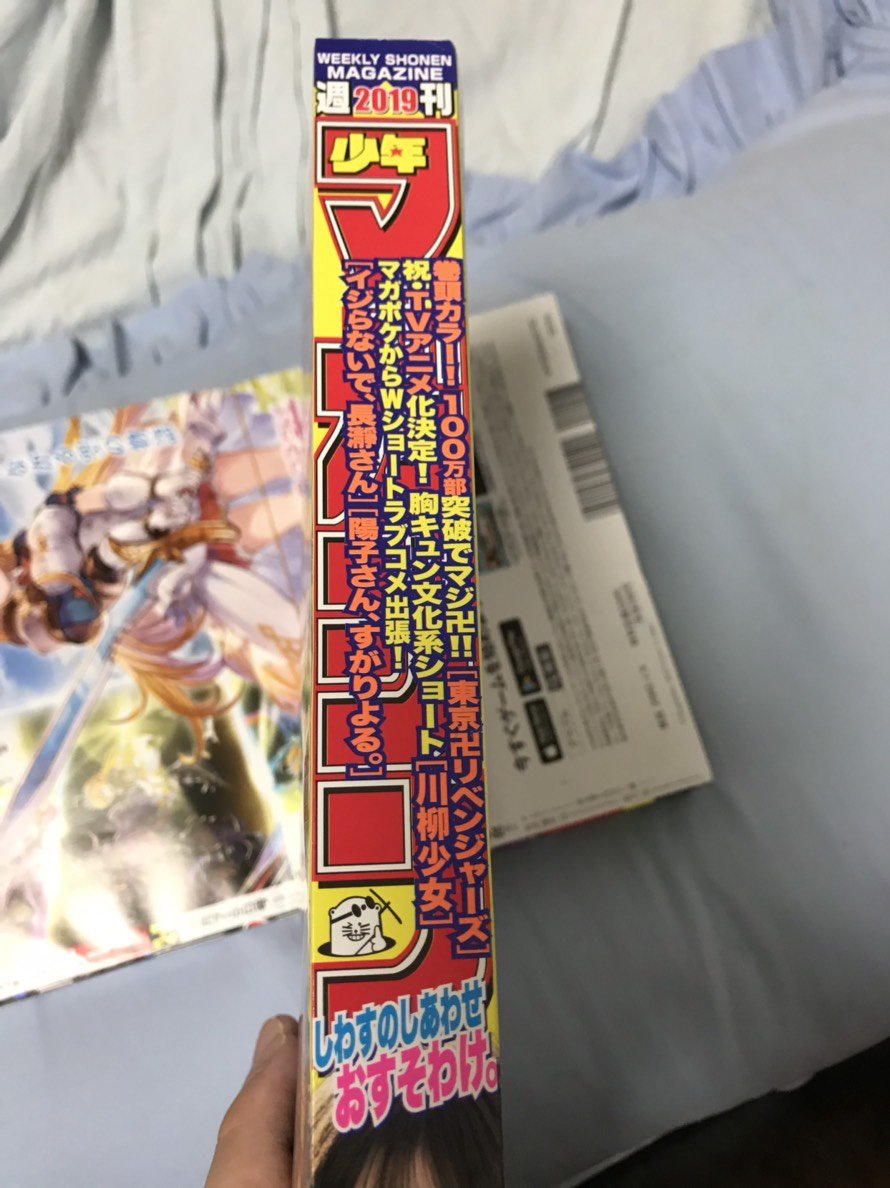 WEEKLY SHONEN
MAGAZINE
週2019刊
少年
マガジン
巻頭カラー!! 100万部突破でマジ卍!!［東京卍リベンジャーズ］
祝・T.Vアニメ化決定! 胸キュン文化系ショート［川柳少女］
マガポケからWショートラブコメ出張!
［イジらないで、長瀞さん］［陽子さん、すがりよる。］
しわすのしあわせ
おすそわけ。